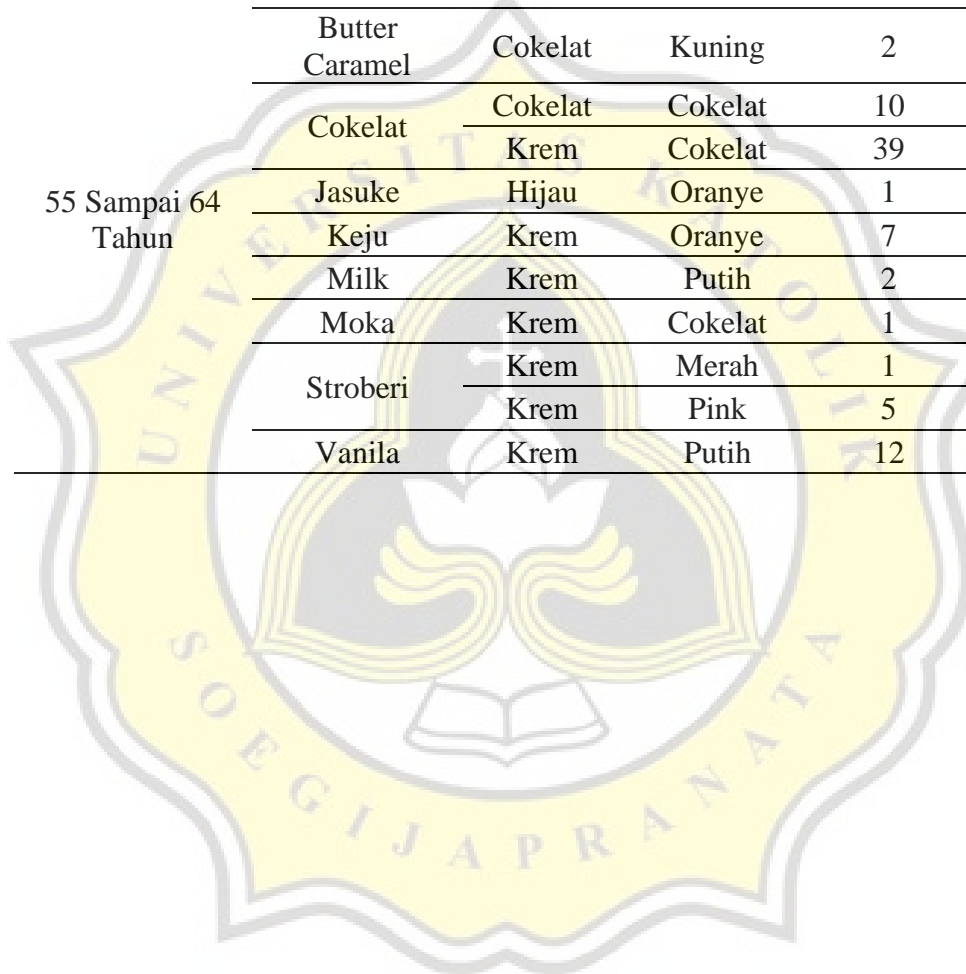 Butter
Caramel Cokelat Kuning 2
Cokelat Cokelat Cokelat 10
Krem Cokelat 39
55 Sampai 64
Tahun
Jasuke Hijau Oranye 1
Keju Krem Oranye 7
Milk Krem Putih 2
Moka Krem Cokelat 1
Stroberi Krem Merah 1
Krem Pink 5
Vanila Krem Putih 12
UNIVERSITAS KATOLIK
SOEGIJAPRANATA